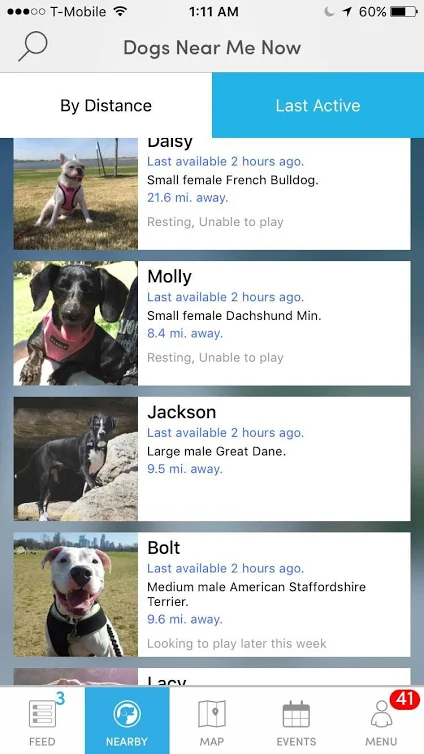 T-Mobile 1:11 AM 60%
Dogs Near Me Now
By Distance Last Active
Daisy
Last available 2 hours ago.
Small female French Bulldog.
21.6 mi. away.
Resting, Unable to play
Molly
Last available 2 hours ago.
Small female Dachshund Min.
8.4 mi. away.
Resting, Unable to play
Jackson
Last available 2 hours ago.
Large male Great Dane.
9.5 mi. away.
Bolt
Last available 2 hours ago.
Medium male American Staffordshire
Terrier.
9.6 mi. away.
Looking to play later this week
Lacy
3 41
FEED NEARBY MAP EVENTS MENU